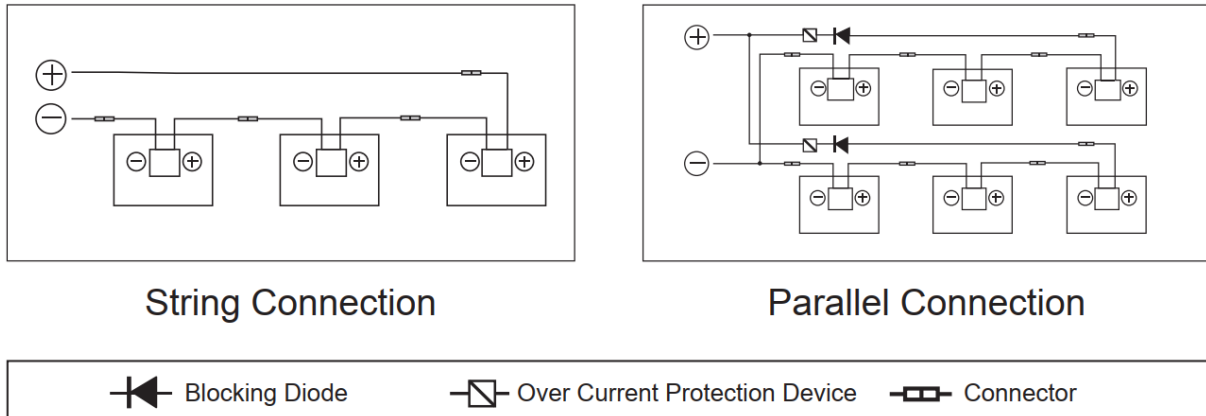 String Connection
Parallel Connection
Blocking Diode
Over Current Protection Device
Connector